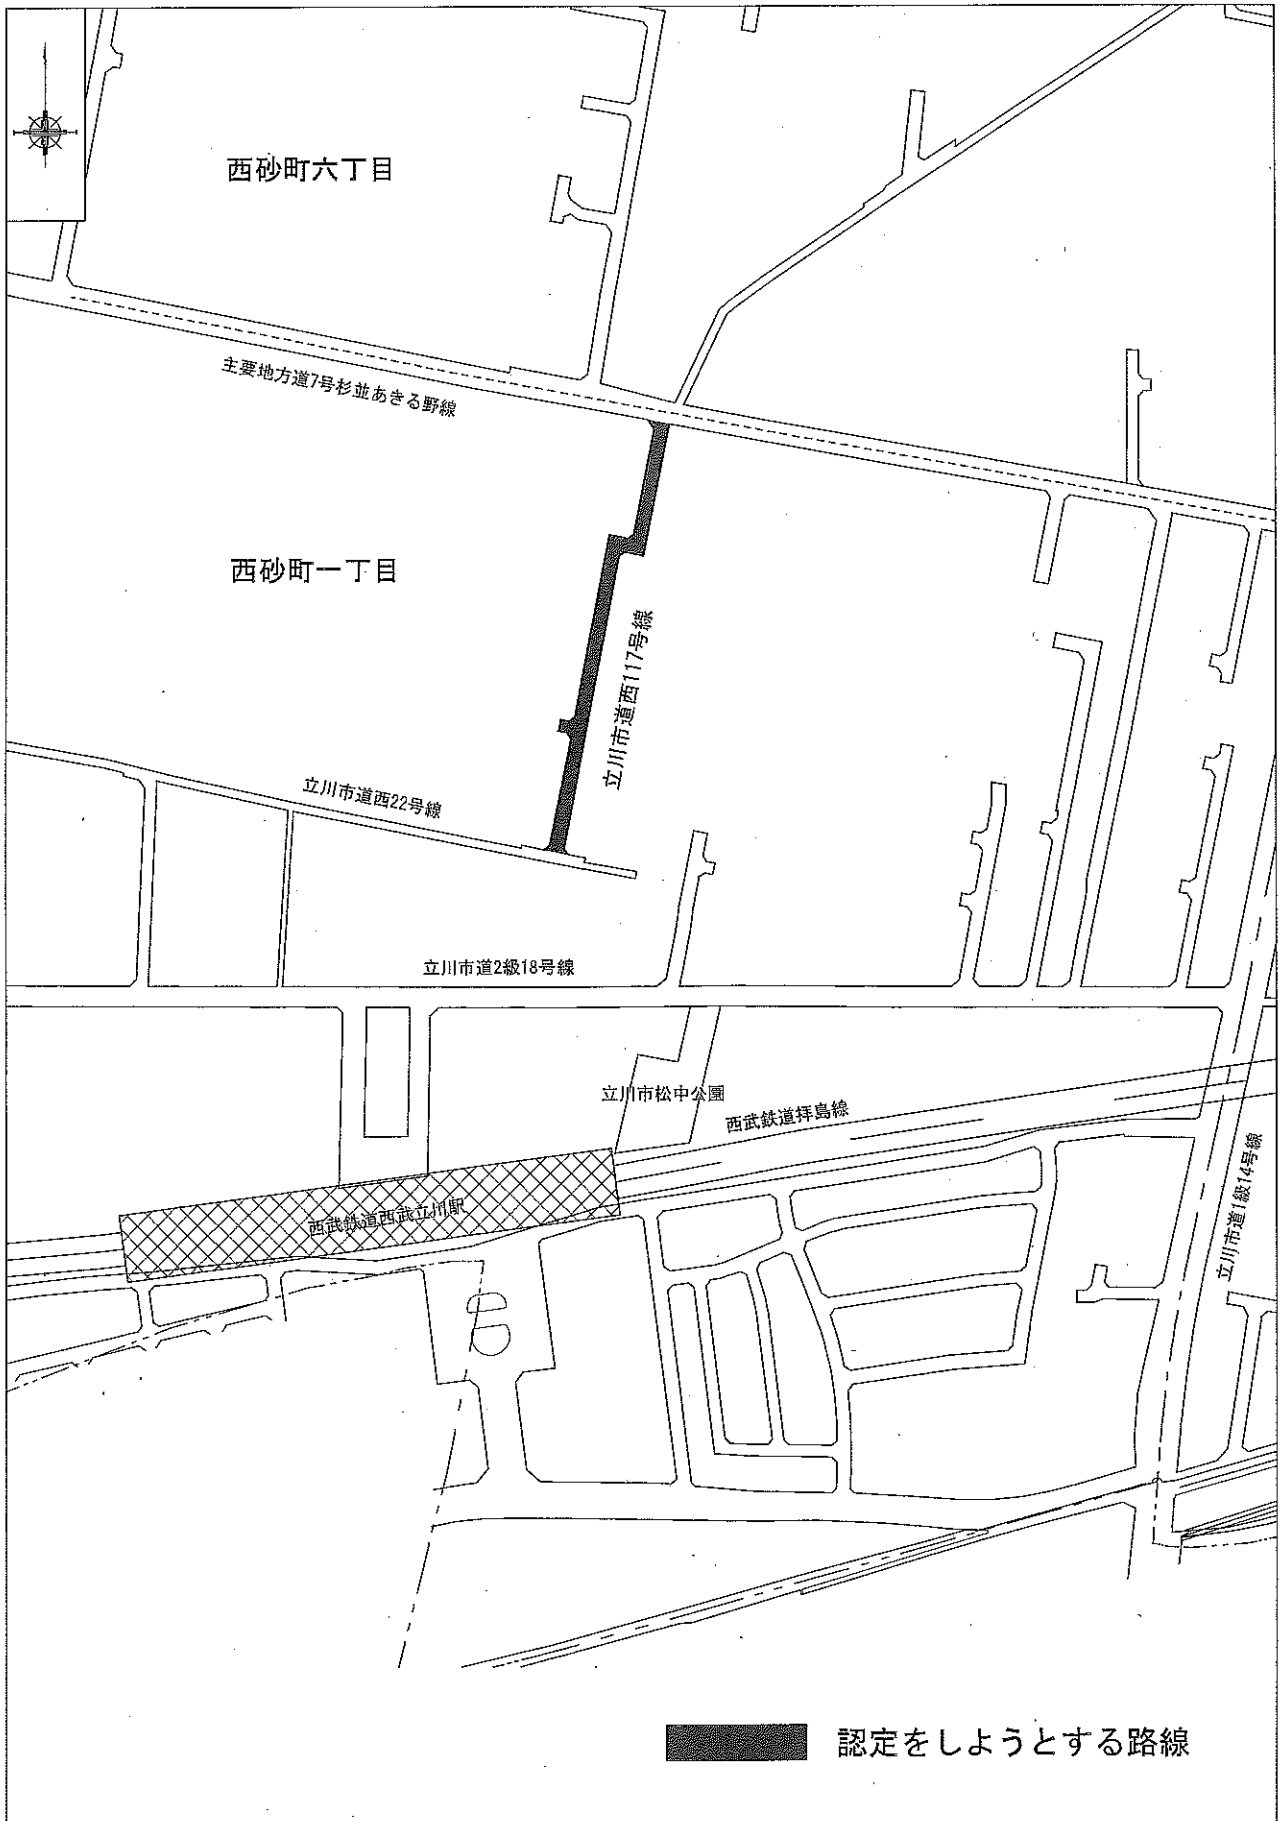 西砂町六丁目
主要地方道7号杉並あきる野線
西砂町一丁目
立川市道西117号線
立川市道西22号線
立川市道2級18号線
立川市松中公園
西武鉄道拝島線
西武鉄道西武立川駅
立川市道1級14号線
認定をしようとする路線